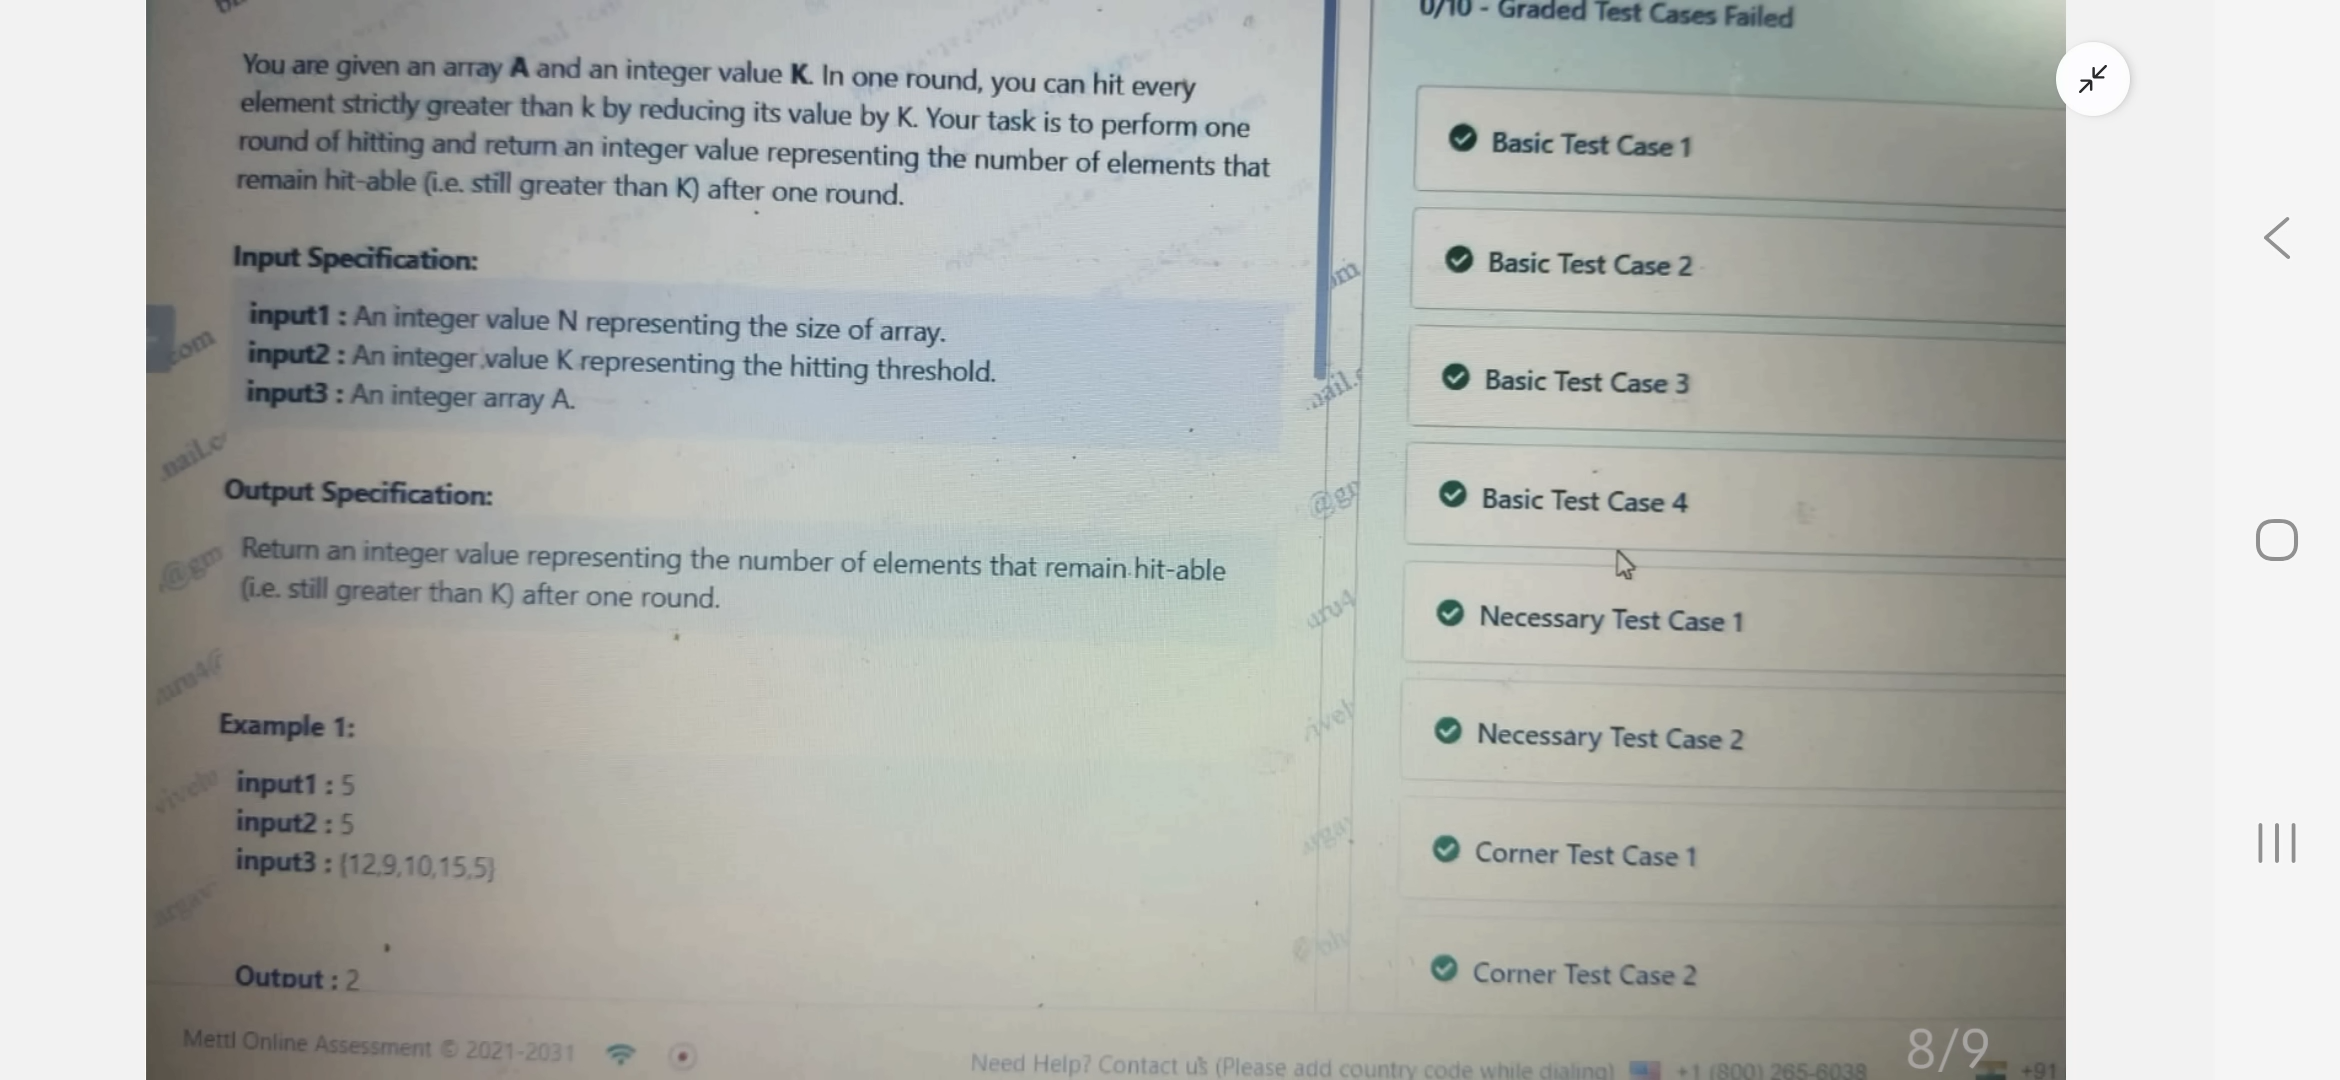 0/10 - Graded Test Cases Failed
You are given an array A and an integer value K. In one round, you can hit every
element strictly greater than k by reducing its value by K. Your task is to perform one
round of hitting and return an integer value representing the number of elements that
remain hit-able (i.e. still greater than K) after one round.
Input Specification:
input1 : An integer value N representing the size of array.
input2 : An integer value K representing the hitting threshold.
input3 : An integer array A.
Output Specification:
Return an integer value representing the number of elements that remain hit-able
(i.e. still greater than K) after one round.
Example 1:
input1 : 5
input2 : 5
input3 : {12,9,10,15,5}
Output : 2
Basic Test Case 1
Basic Test Case 2
Basic Test Case 3
Basic Test Case 4
Necessary Test Case 1
Necessary Test Case 2
Corner Test Case 1
Corner Test Case 2
com
@gm
Mettl Online Assessment © 2021-2031
Need Help? Contact us (Please add country code while dialing) +1 (800) 265-6038 +91
8/9